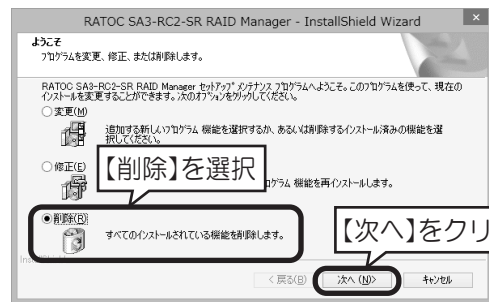 RATOC SA3-RC2-SR RAID Manager - InstallShield Wizard
ようこそ
プログラムを変更、修正、または削除します。
RATOC SA3-RC2-SR RAID Manager セットアップ メンテナンス プログラムへようこそ。このプログラムを使って、現在の
インストールを変更することができます。次のオプションをクリックしてください。
変更(M)
追加する新しいプログラム 機能を選択するか、あるいは削除するインストール済みの機能を選
択してください。
修正(E)
【削除】を選択
ログラム 機能を再インストールします。
削除(R)
すべてのインストールされている機能を削除します。
【次へ】をクリ
< 戻る(B)
次へ (N)>
キャンセル